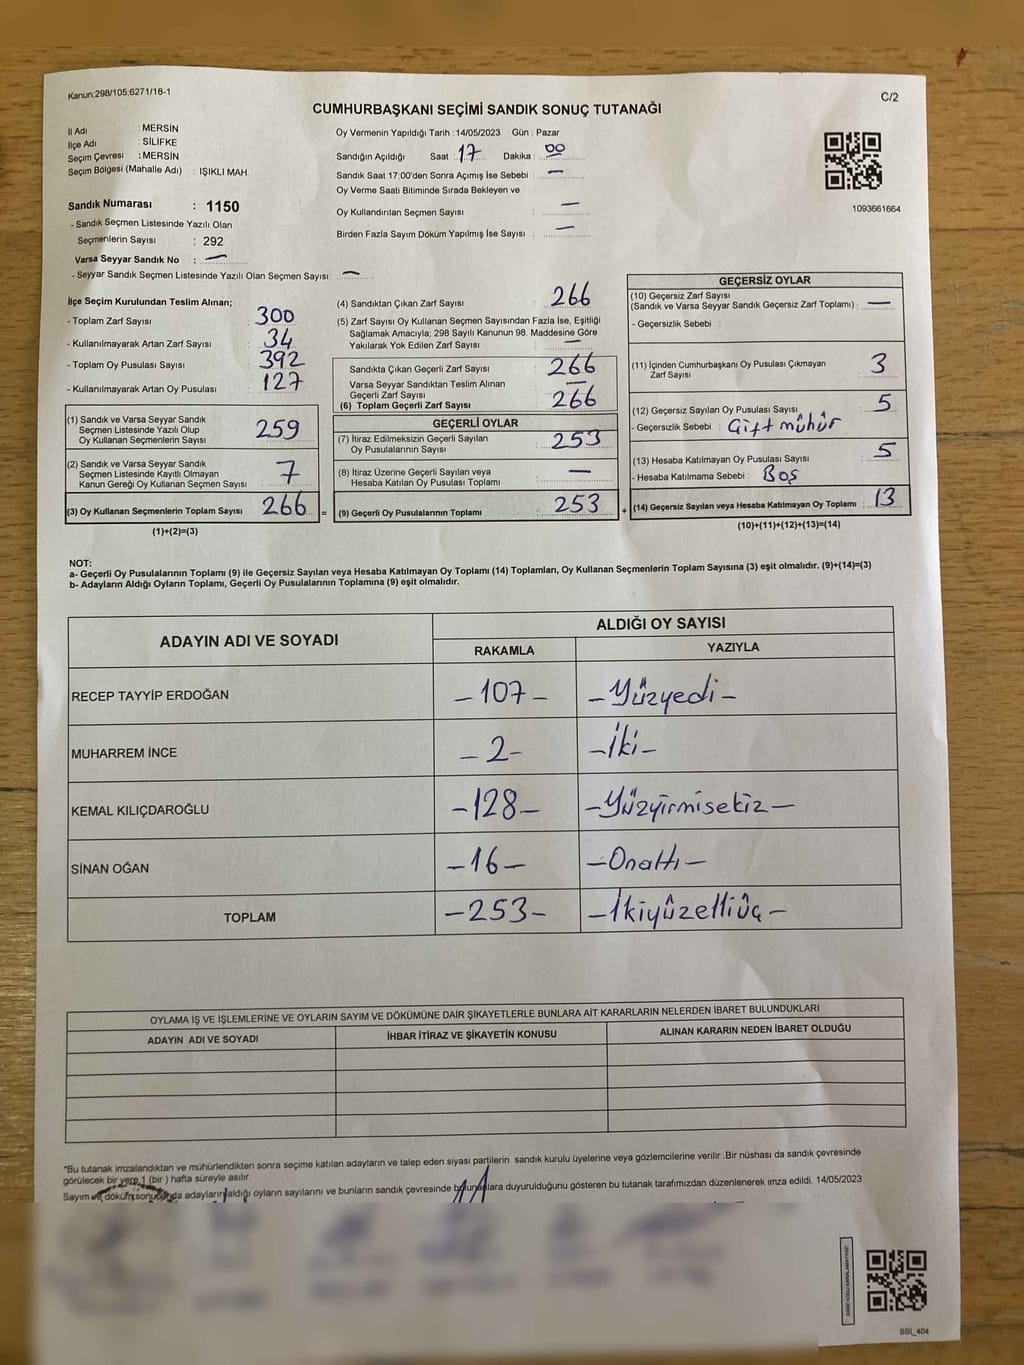 Kanun;298/105;6271/18-1
C/2
CUMHURBAŞKANI SEÇİMİ SANDIK SONUÇ TUTANAĞI
İl Adı : MERSİN
İlçe Adı : SİLİFKE
Seçim Çevresi : MERSİN
Seçim Bölgesi (Mahalle Adı) : IŞIKLI MAH.
Sandık Numarası : 1150
- Sandık Seçmen Listesinde Yazılı Olan
Seçmenlerin Sayısı : 292
Varsa Seyyar Sandık No : —
- Seyyar Sandık Seçmen Listesinde Yazılı Olan Seçmen Sayısı: —
Oy Vermenin Yapıldığı Tarih : 14/05/2023 Gün : Pazar
Sandığın Açıldığı Saat : 17 Dakika : 00
Sandık Saat 17:00'den Sonra Açımış İse Sebebi : —
Oy Verme Saati Bitiminde Sırada Bekleyen ve
Oy Kullandırılan Seçmen Sayısı : —
Birden Fazla Sayım Döküm Yapılmış İse Sayısı : —
1093661664
İlçe Seçim Kurulundan Teslim Alınan;
- Toplam Zarf Sayısı : 300
- Kullanılmayarak Artan Zarf Sayısı : 34
- Toplam Oy Pusulası Sayısı : 392
- Kullanılmayarak Artan Oy Pusulası : 127
(1) Sandık ve Varsa Seyyar Sandık
Seçmen Listesinde Yazılı Olup
Oy Kullanan Seçmenlerin Sayısı 259
(2) Sandık ve Varsa Seyyar Sandık
Seçmen Listesinde Kayıtlı Olmayan
Kanun Gereği Oy Kullanan Seçmen Sayısı : 7
(3) Oy Kullanan Seçmenlerin Toplam Sayısı : 266 =
(1)+(2)=(3)
(4) Sandıktan Çıkan Zarf Sayısı : 266
(5) Zarf Sayısı Oy Kullanan Seçmen Sayısından Fazla İse, Eşitliği
Sağlamak Amacıyla; 298 Sayılı Kanunun 98. Maddesine Göre
Yakılarak Yok Edilen Zarf Sayısı : —
Sandıkta Çıkan Geçerli Zarf Sayısı : 266
Varsa Seyyar Sandıktan Teslim Alınan
Geçerli Zarf Sayısı : —
(6) Toplam Geçerli Zarf Sayısı : 266
GEÇERLİ OYLAR
(7) İtiraz Edilmeksizin Geçerli Sayılan
Oy Pusulalarının Sayısı : 253
(8) İtiraz Üzerine Geçerli Sayılan veya
Hesaba Katılan Oy Pusulası Toplamı : —
(9) Geçerli Oy Pusulalarının Toplamı : 253 +
GEÇERSİZ OYLAR
(10) Geçersiz Zarf Sayısı
(Sandık ve Varsa Seyyar Sandık Geçersiz Zarf Toplamı) : —
- Geçersizlik Sebebi :
(11) İçinden Cumhurbaşkanı Oy Pusulası Çıkmayan
Zarf Sayısı : 3
(12) Geçersiz Sayılan Oy Pusulası Sayısı : 5
- Geçersizlik Sebebi : Çift mühür
(13) Hesaba Katılmayan Oy Pusulası Sayısı : 5
- Hesaba Katılmama Sebebi : Boş
(14) Geçersiz Sayılan veya Hesaba Katılmayan Oy Toplamı : 13
(10)+(11)+(12)+(13)=(14)
NOT:
a- Geçerli Oy Pusulalarının Toplamı (9) ile Geçersiz Sayılan veya Hesaba Katılmayan Oy Toplamı (14) Toplamları, Oy Kullanan Seçmenlerin Toplam Sayısına (3) eşit olmalıdır. (9)+(14)=(3)
b- Adayların Aldığı Oyların Toplamı, Geçerli Oy Pusulalarının Toplamına (9) eşit olmalıdır.
ADAYIN ADI VE SOYADI
ALDIĞI OY SAYISI
RAKAMLA YAZIYLA
RECEP TAYYİP ERDOĞAN -107- -Yüzyedi-
MUHARREM İNCE -2- -İki-
KEMAL KILIÇDAROĞLU -128- -Yüzyirmisekiz-
SİNAN OĞAN -16- -Onaltı-
TOPLAM -253- -İkiyüzelliüç-
OYLAMA İŞ VE İŞLEMLERİNE VE OYLARIN SAYIM VE DÖKÜMÜNE DAİR ŞİKAYETLERLE BUNLARA AİT KARARLARIN NELERDEN İBARET BULUNDUKLARI
ADAYIN ADI VE SOYADI İHBAR İTİRAZ VE ŞİKAYETİN KONUSU ALINAN KARARIN NEDEN İBARET OLDUĞU
*Bu tutanak imzalandıktan ve mühürlendikten sonra seçime katılan adayların ve talep eden siyasi partilerin sandık kurulu üyelerine veya gözlemcilerine verilir .Bir nüshası da sandık çevresinde
görülecek bir yere 1 (bir ) hafta süreyle asılır.
Sayım ve döküm sonucunda adayların aldığı oyların sayılarını ve bunların sandık çevresinde bulunanlara duyurulduğunu gösteren bu tutanak tarafımızdan düzenlenerek imza edildi. 14/05/2023
SSI_404